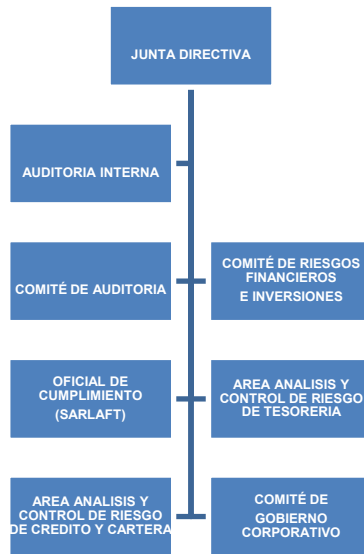 JUNTA DIRECTIVA
AUDITORIA INTERNA
COMITÉ DE AUDITORIA
COMITÉ DE RIESGOS
FINANCIEROS
E INVERSIONES
OFICIAL DE
CUMPLIMIENTO
(SARLAFT)
AREA ANALISIS Y
CONTROL DE RIESGO
DE TESORERIA
AREA ANALISIS Y
CONTROL DE RIESGO
DE CREDITO Y CARTERA
COMITÉ DE
GOBIERNO
CORPORATIVO